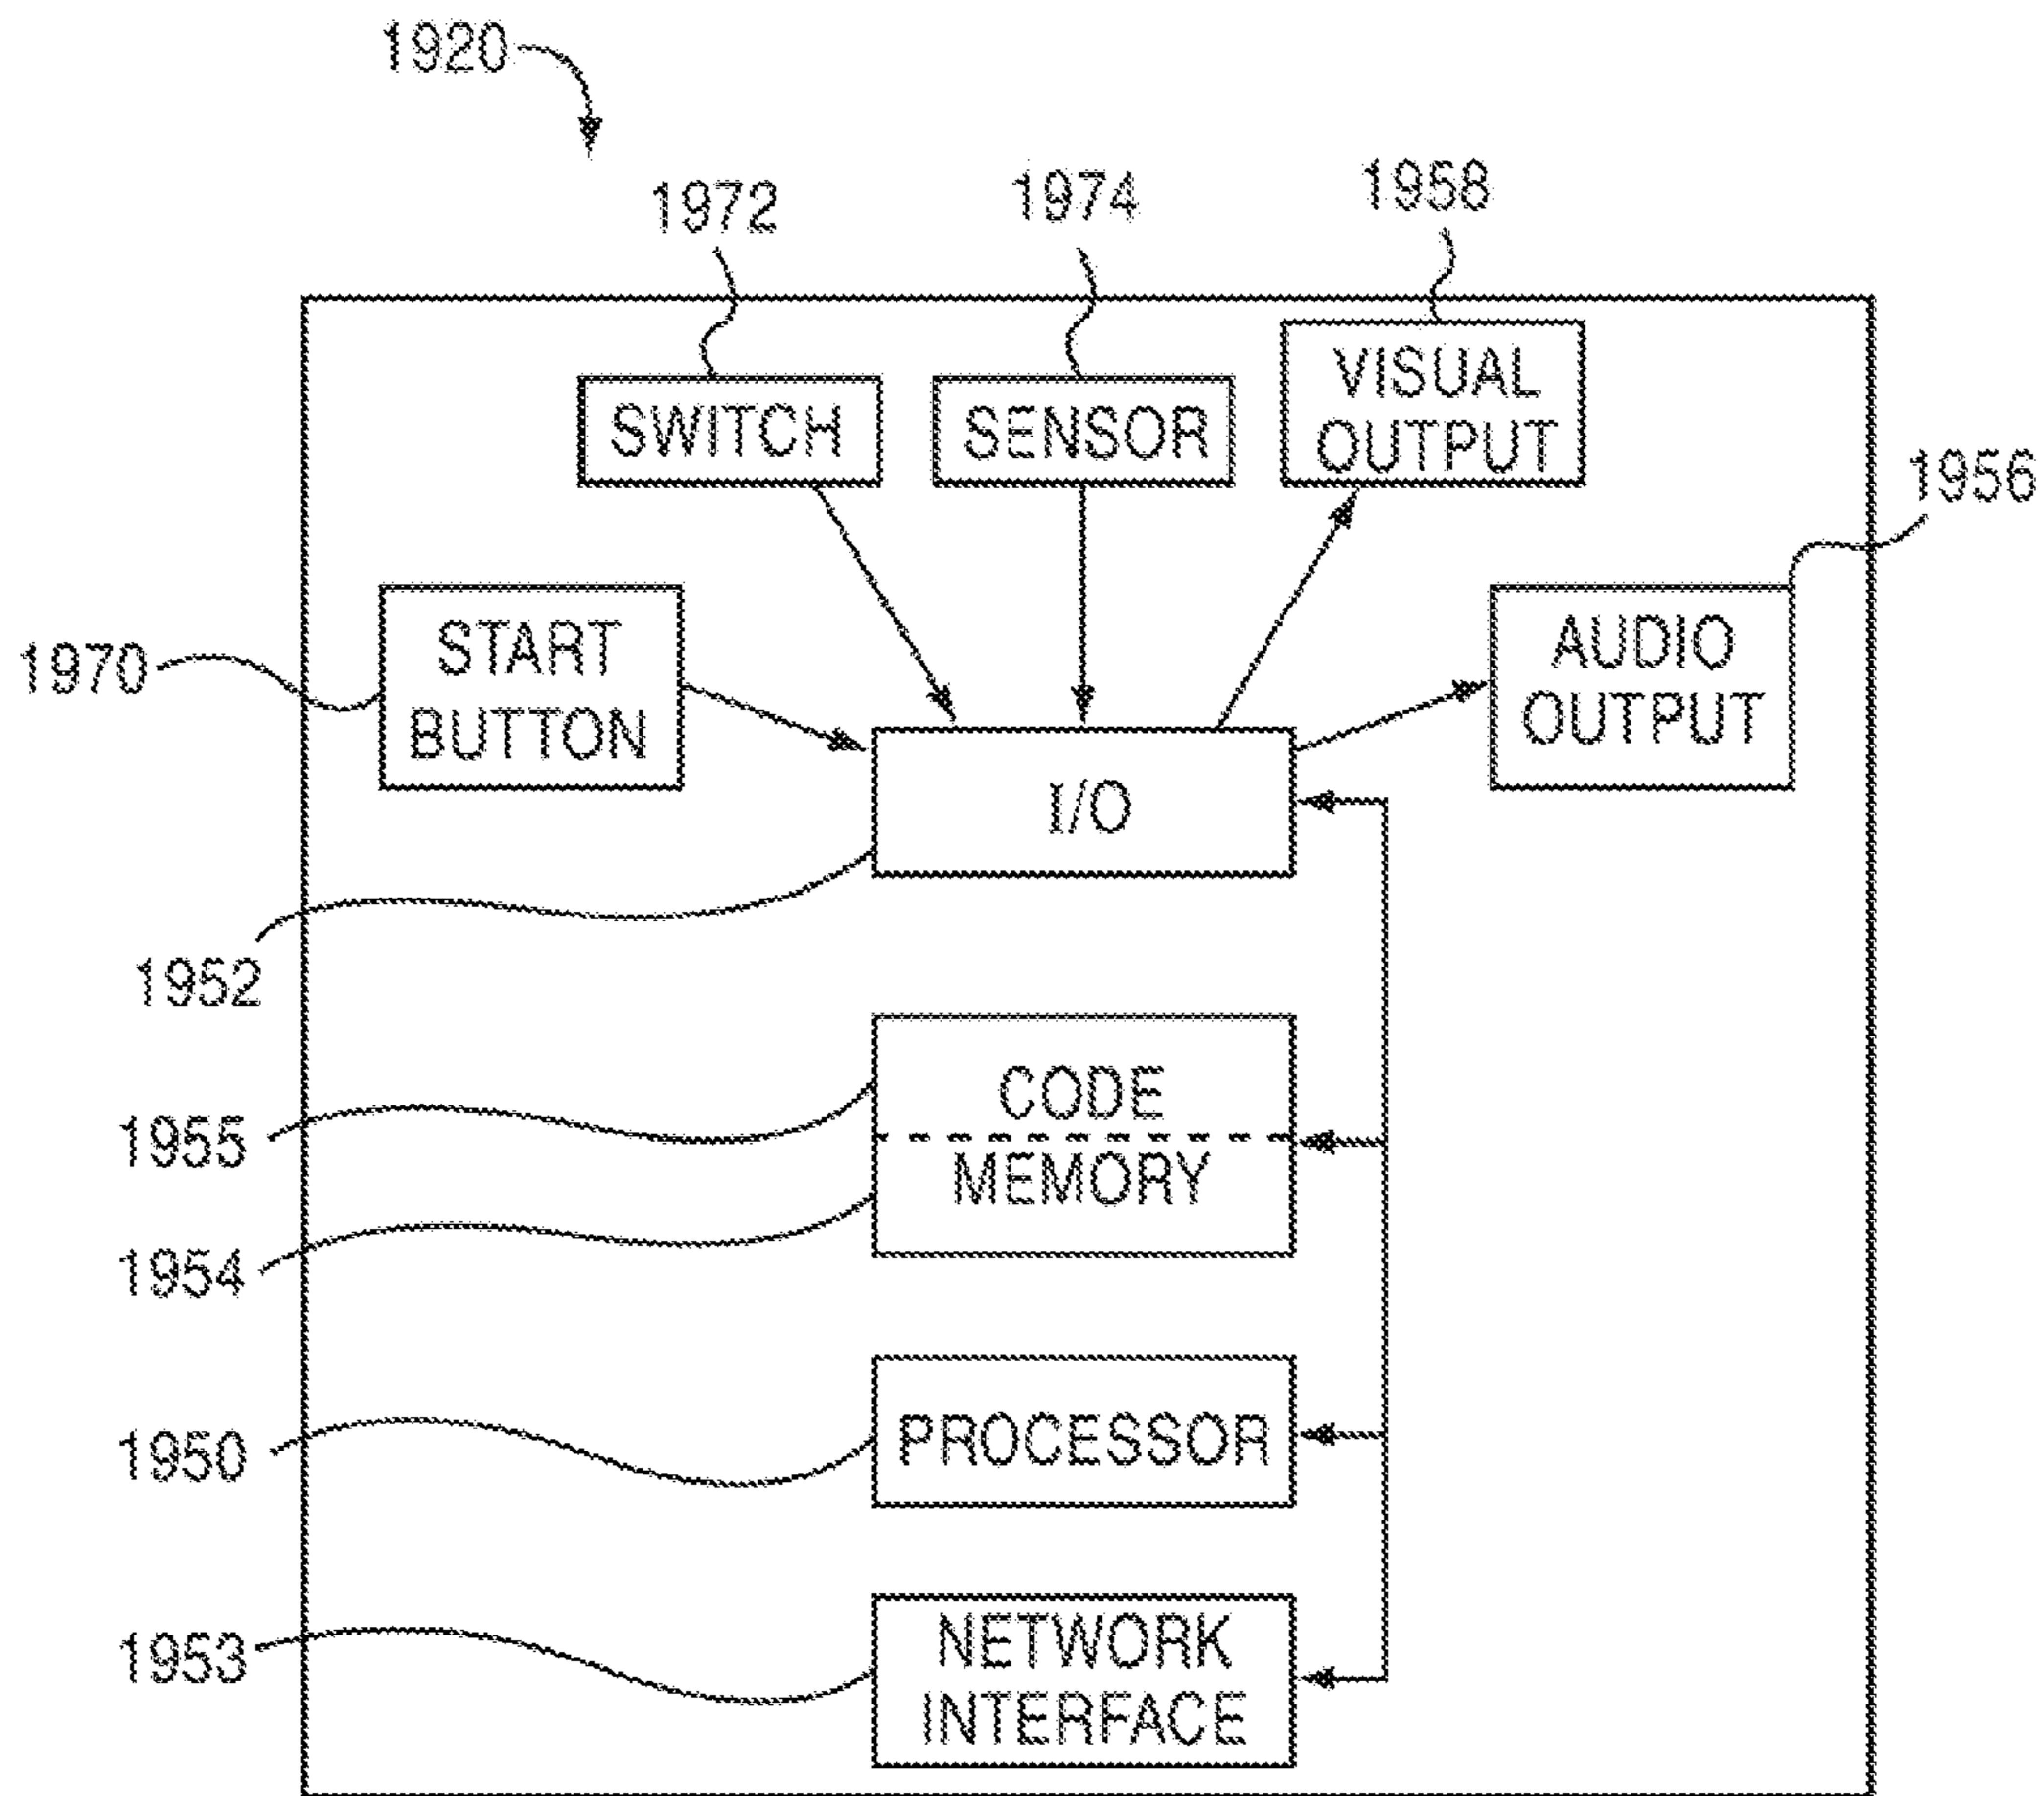 1920
1972
1974
1958
SWITCH
SENSOR
VISUAL
OUTPUT
1956
1970
START
BUTTON
AUDIO
OUTPUT
I/O
1952
CODE
1955
MEMORY
1954
PROCESSOR
1950
NETWORK
INTERFACE
1953